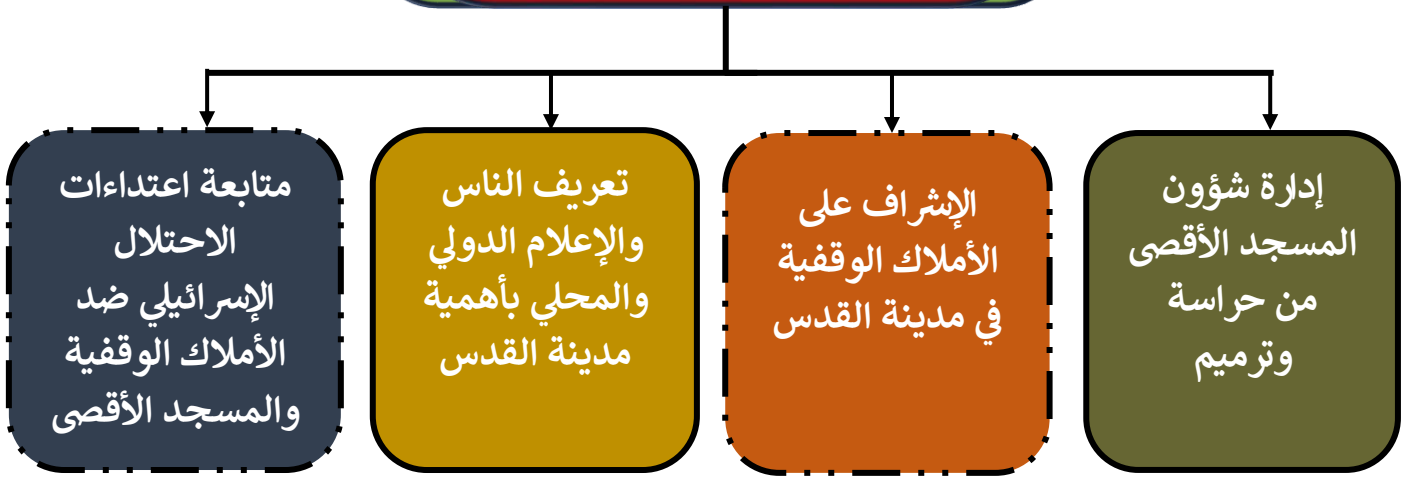 إدارة شؤون
المسجد الأقصى
من حراسة
وترميم
الإشراف على
الأملاك الوقفية
في مدينة القدس
تعريف الناس
والإعلام الدولي
والمحلي بأهمية
مدينة القدس
متابعة اعتداءات
الاحتلال
الإسرائيلي ضد
الأملاك الوقفية
والمسجد الأقصى